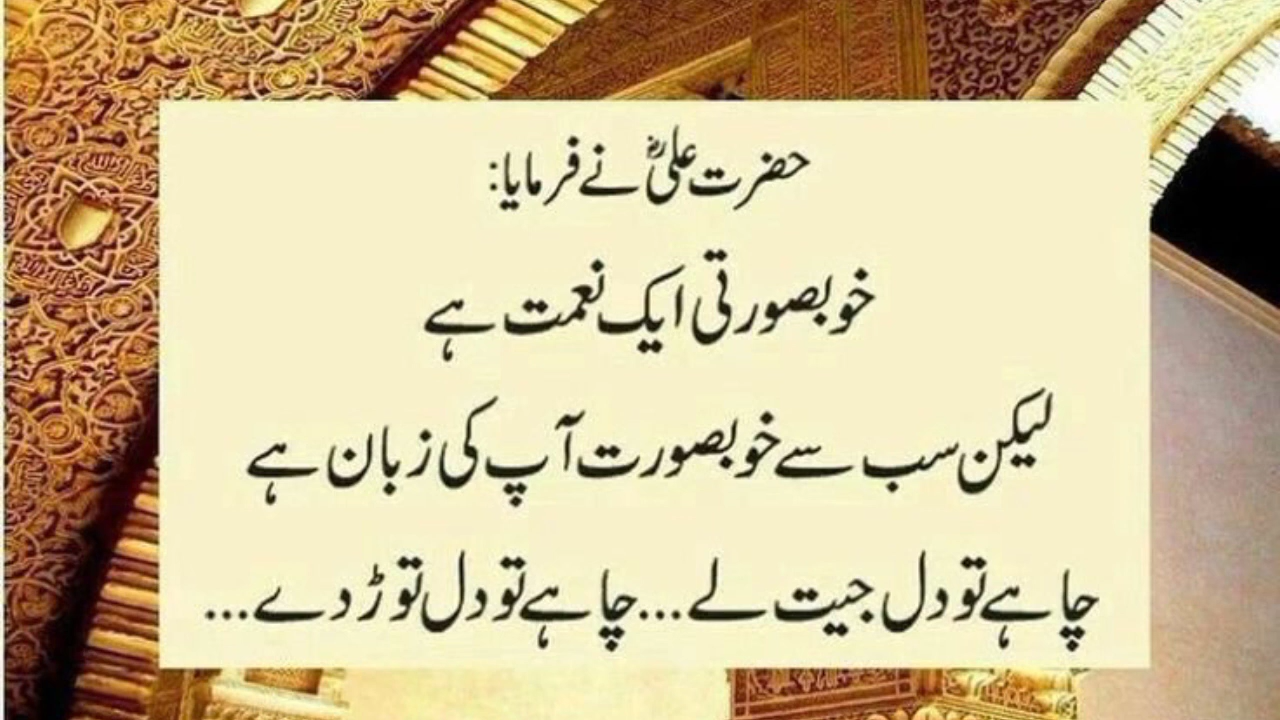 حضرت علیؓ نے فرمایا:
خوبصورتی ایک نعمت ہے
لیکن سب سے خوبصورت آپ کی زبان ہے
چاہے تو دل جیت لے...چاہے تو دل توڑ دے...